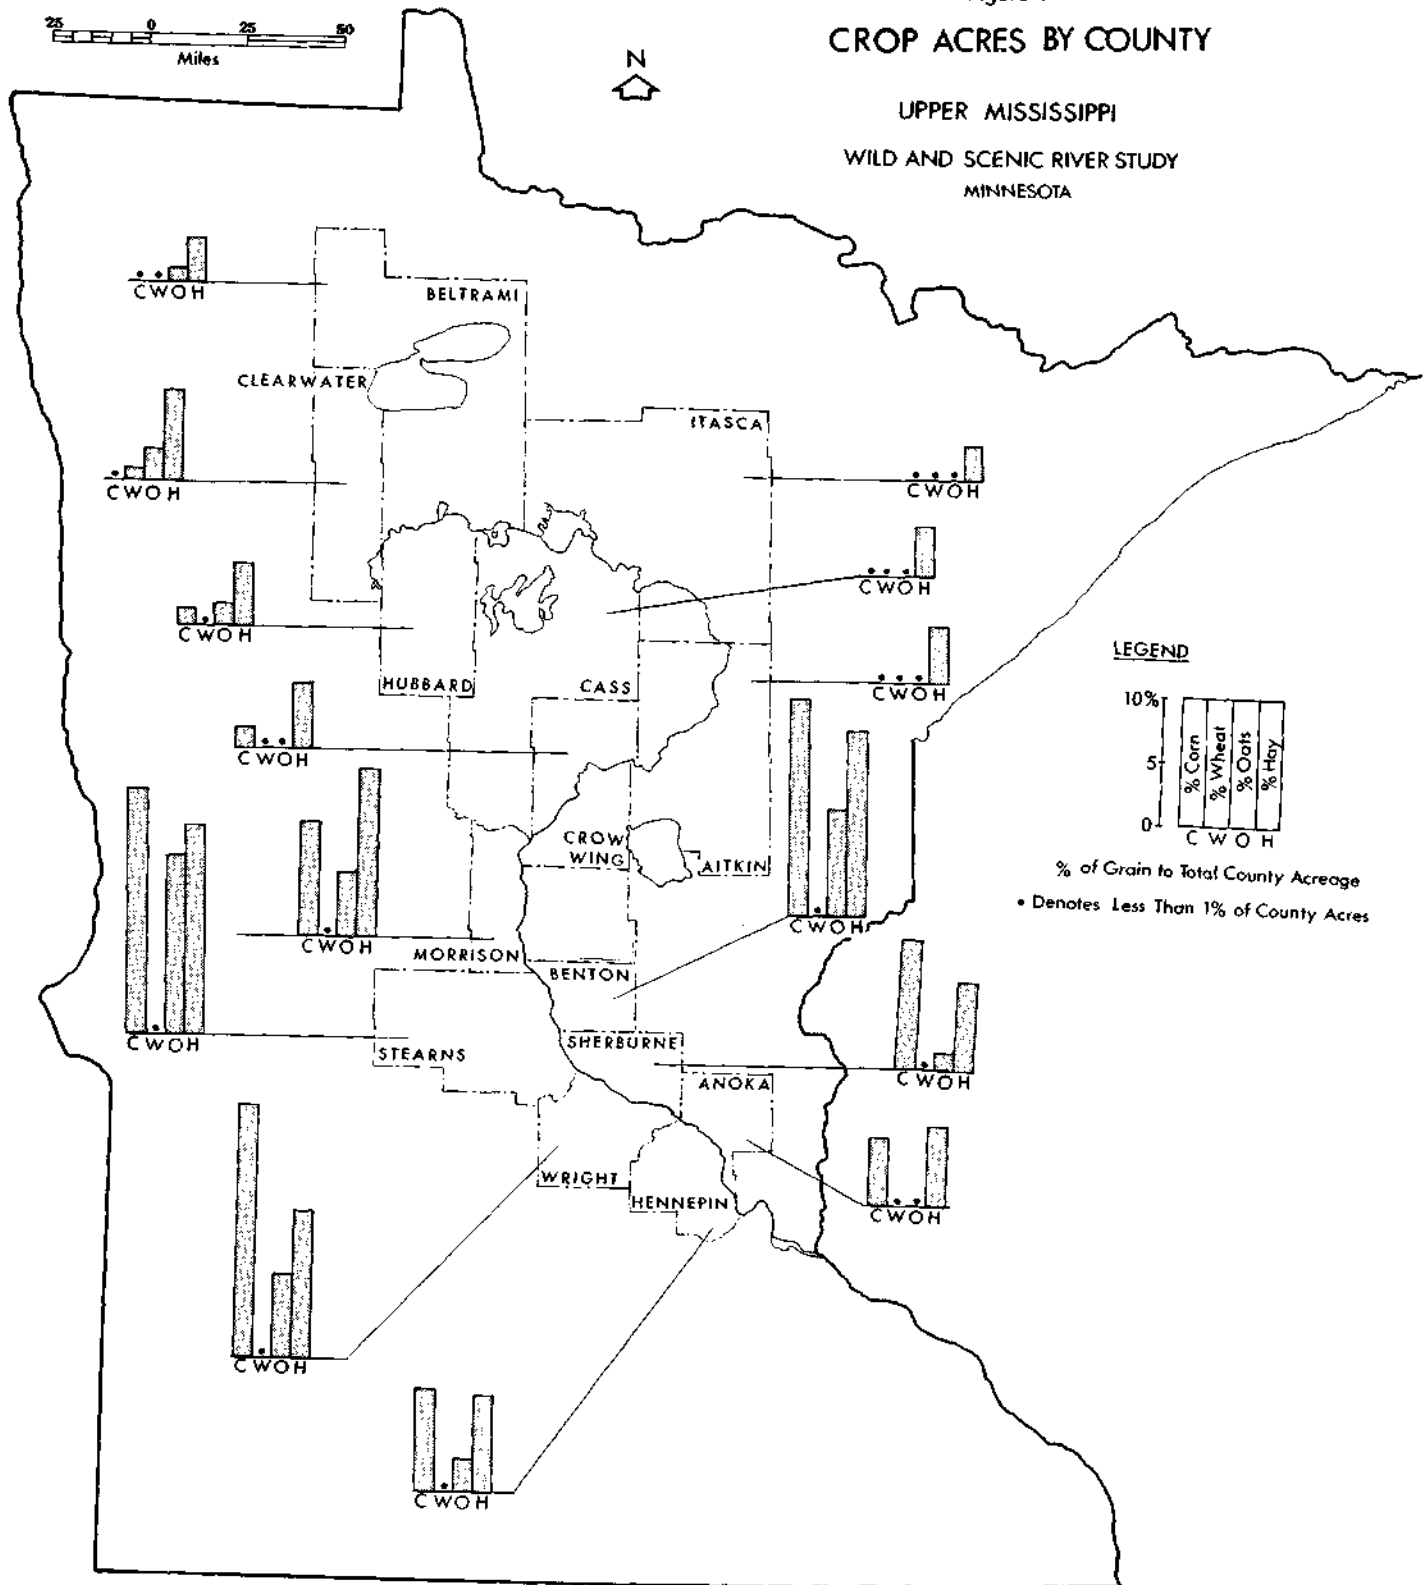 CROP ACRES BY COUNTY
UPPER MISSISSIPPI
WILD AND SCENIC RIVER STUDY
MINNESOTA
25 0 25 50
Miles
N
C W O H
BELTRAMI
CLEARWATER
ITASCA
C W O H
C W O H
C W O H
C W O H
HUBBARD
CASS
C W O H
C W O H
LEGEND
10%
5
0
% Corn
% Wheat
% Oats
% Hay
C W O H
% of Grain to Total County Acreage
• Denotes Less Than 1% of County Acres
CROW
WING
AITKIN
C W O H
C W O H
MORRISON
BENTON
C W O H
STEARNS
SHERBURNE
ANOKA
C W O H
WRIGHT
HENNEPIN
C W O H
C W O H
C W O H